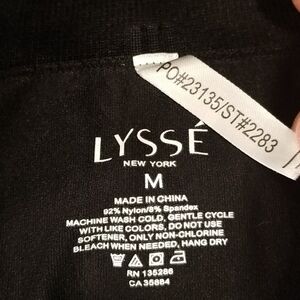 PO#23135/ST#2283
LYSSÉ
NEW YORK
M
MADE IN CHINA
92% Nylon/8% Spandex
MACHINE WASH COLD, GENTLE CYCLE
WITH LIKE COLORS, DO NOT USE
SOFTENER, ONLY NON-CHLORINE
BLEACH WHEN NEEDED, HANG DRY
RN 135286
CA 35884